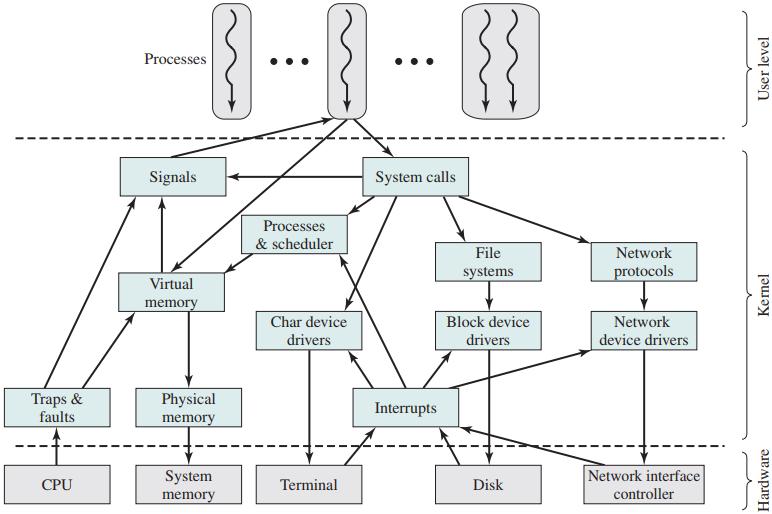 Processes
User level
Signals
System calls
Processes
& scheduler
File
systems
Network
protocols
Virtual
memory
Char device
drivers
Block device
drivers
Network
device drivers
Kernel
Traps &
faults
Physical
memory
Interrupts
CPU
System
memory
Terminal
Disk
Network interface
controller
Hardware